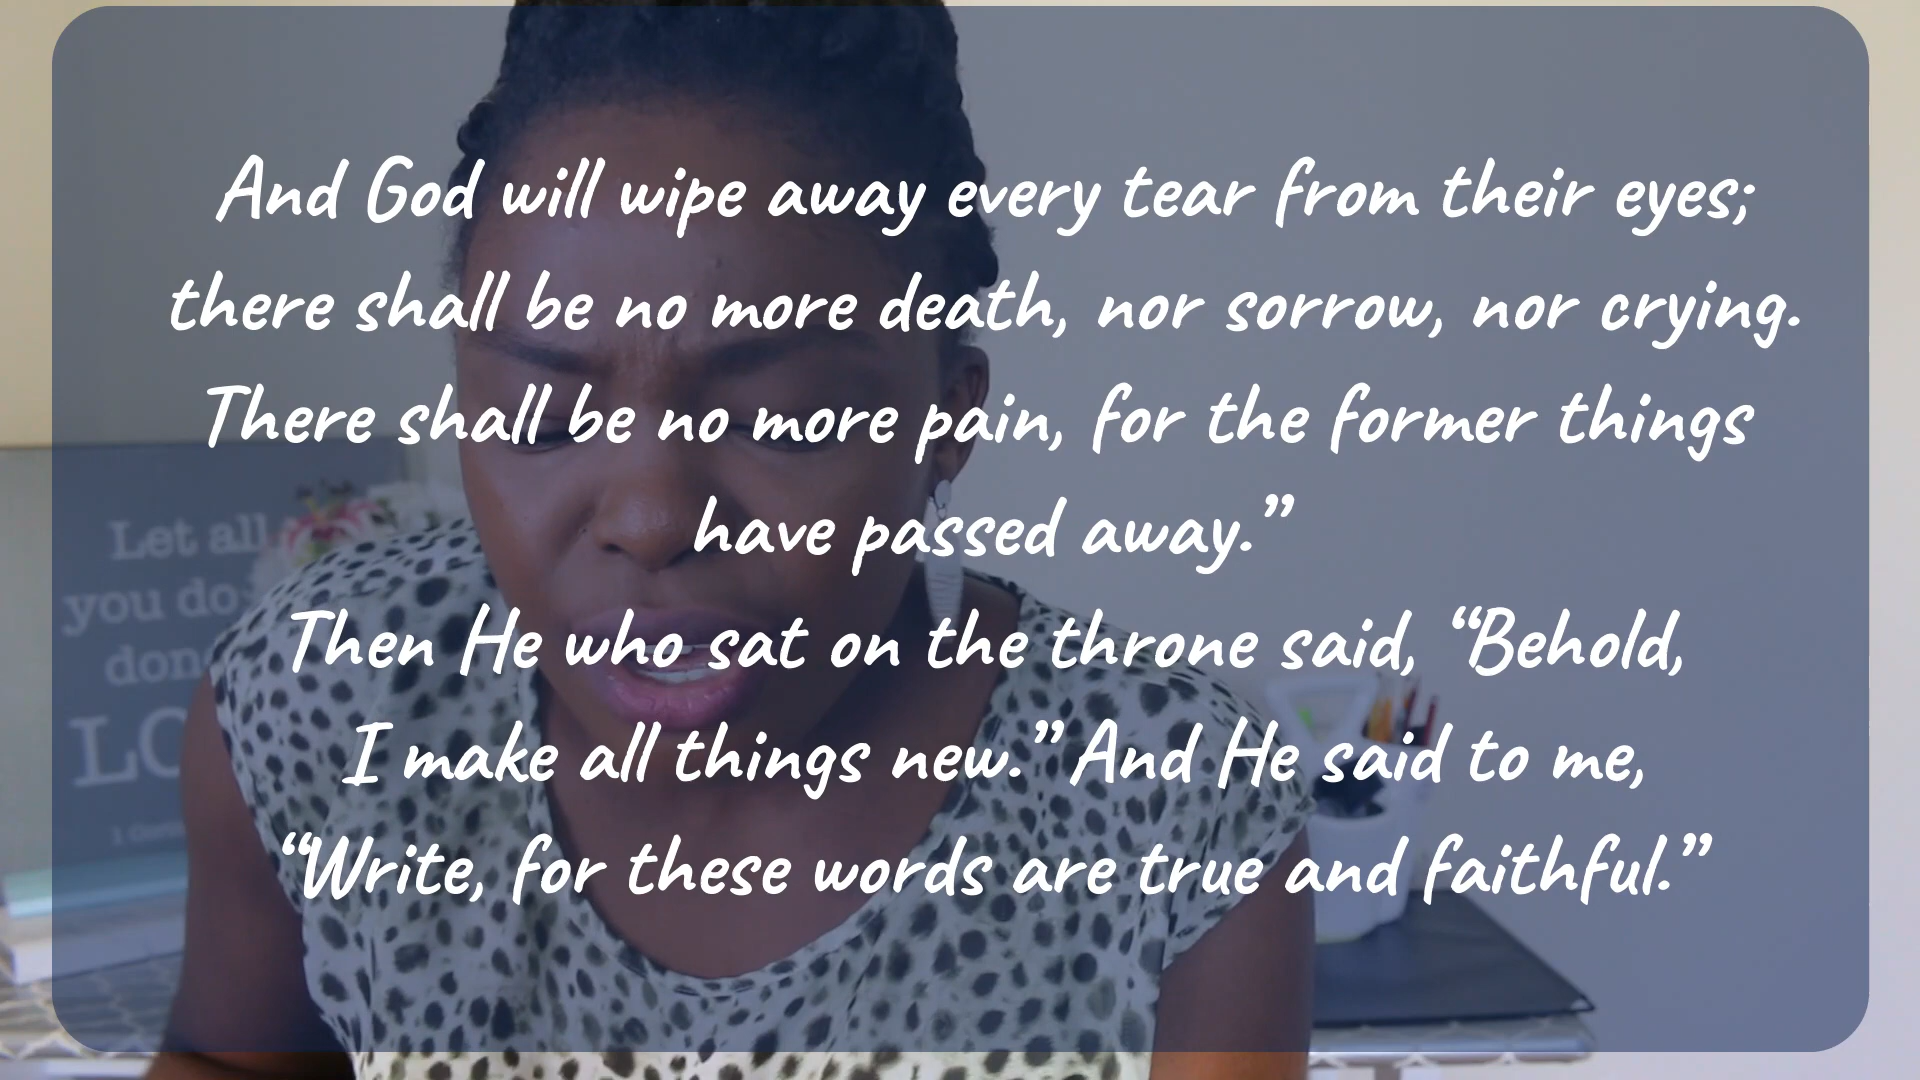 And God will wipe away every tear from their eyes;
there shall be no more death, nor sorrow, nor crying.
There shall be no more pain, for the former things
have passed away.”
Then He who sat on the throne said, “Behold,
I make all things new.” And He said to me,
“Write, for these words are true and faithful.”
Let all
you do